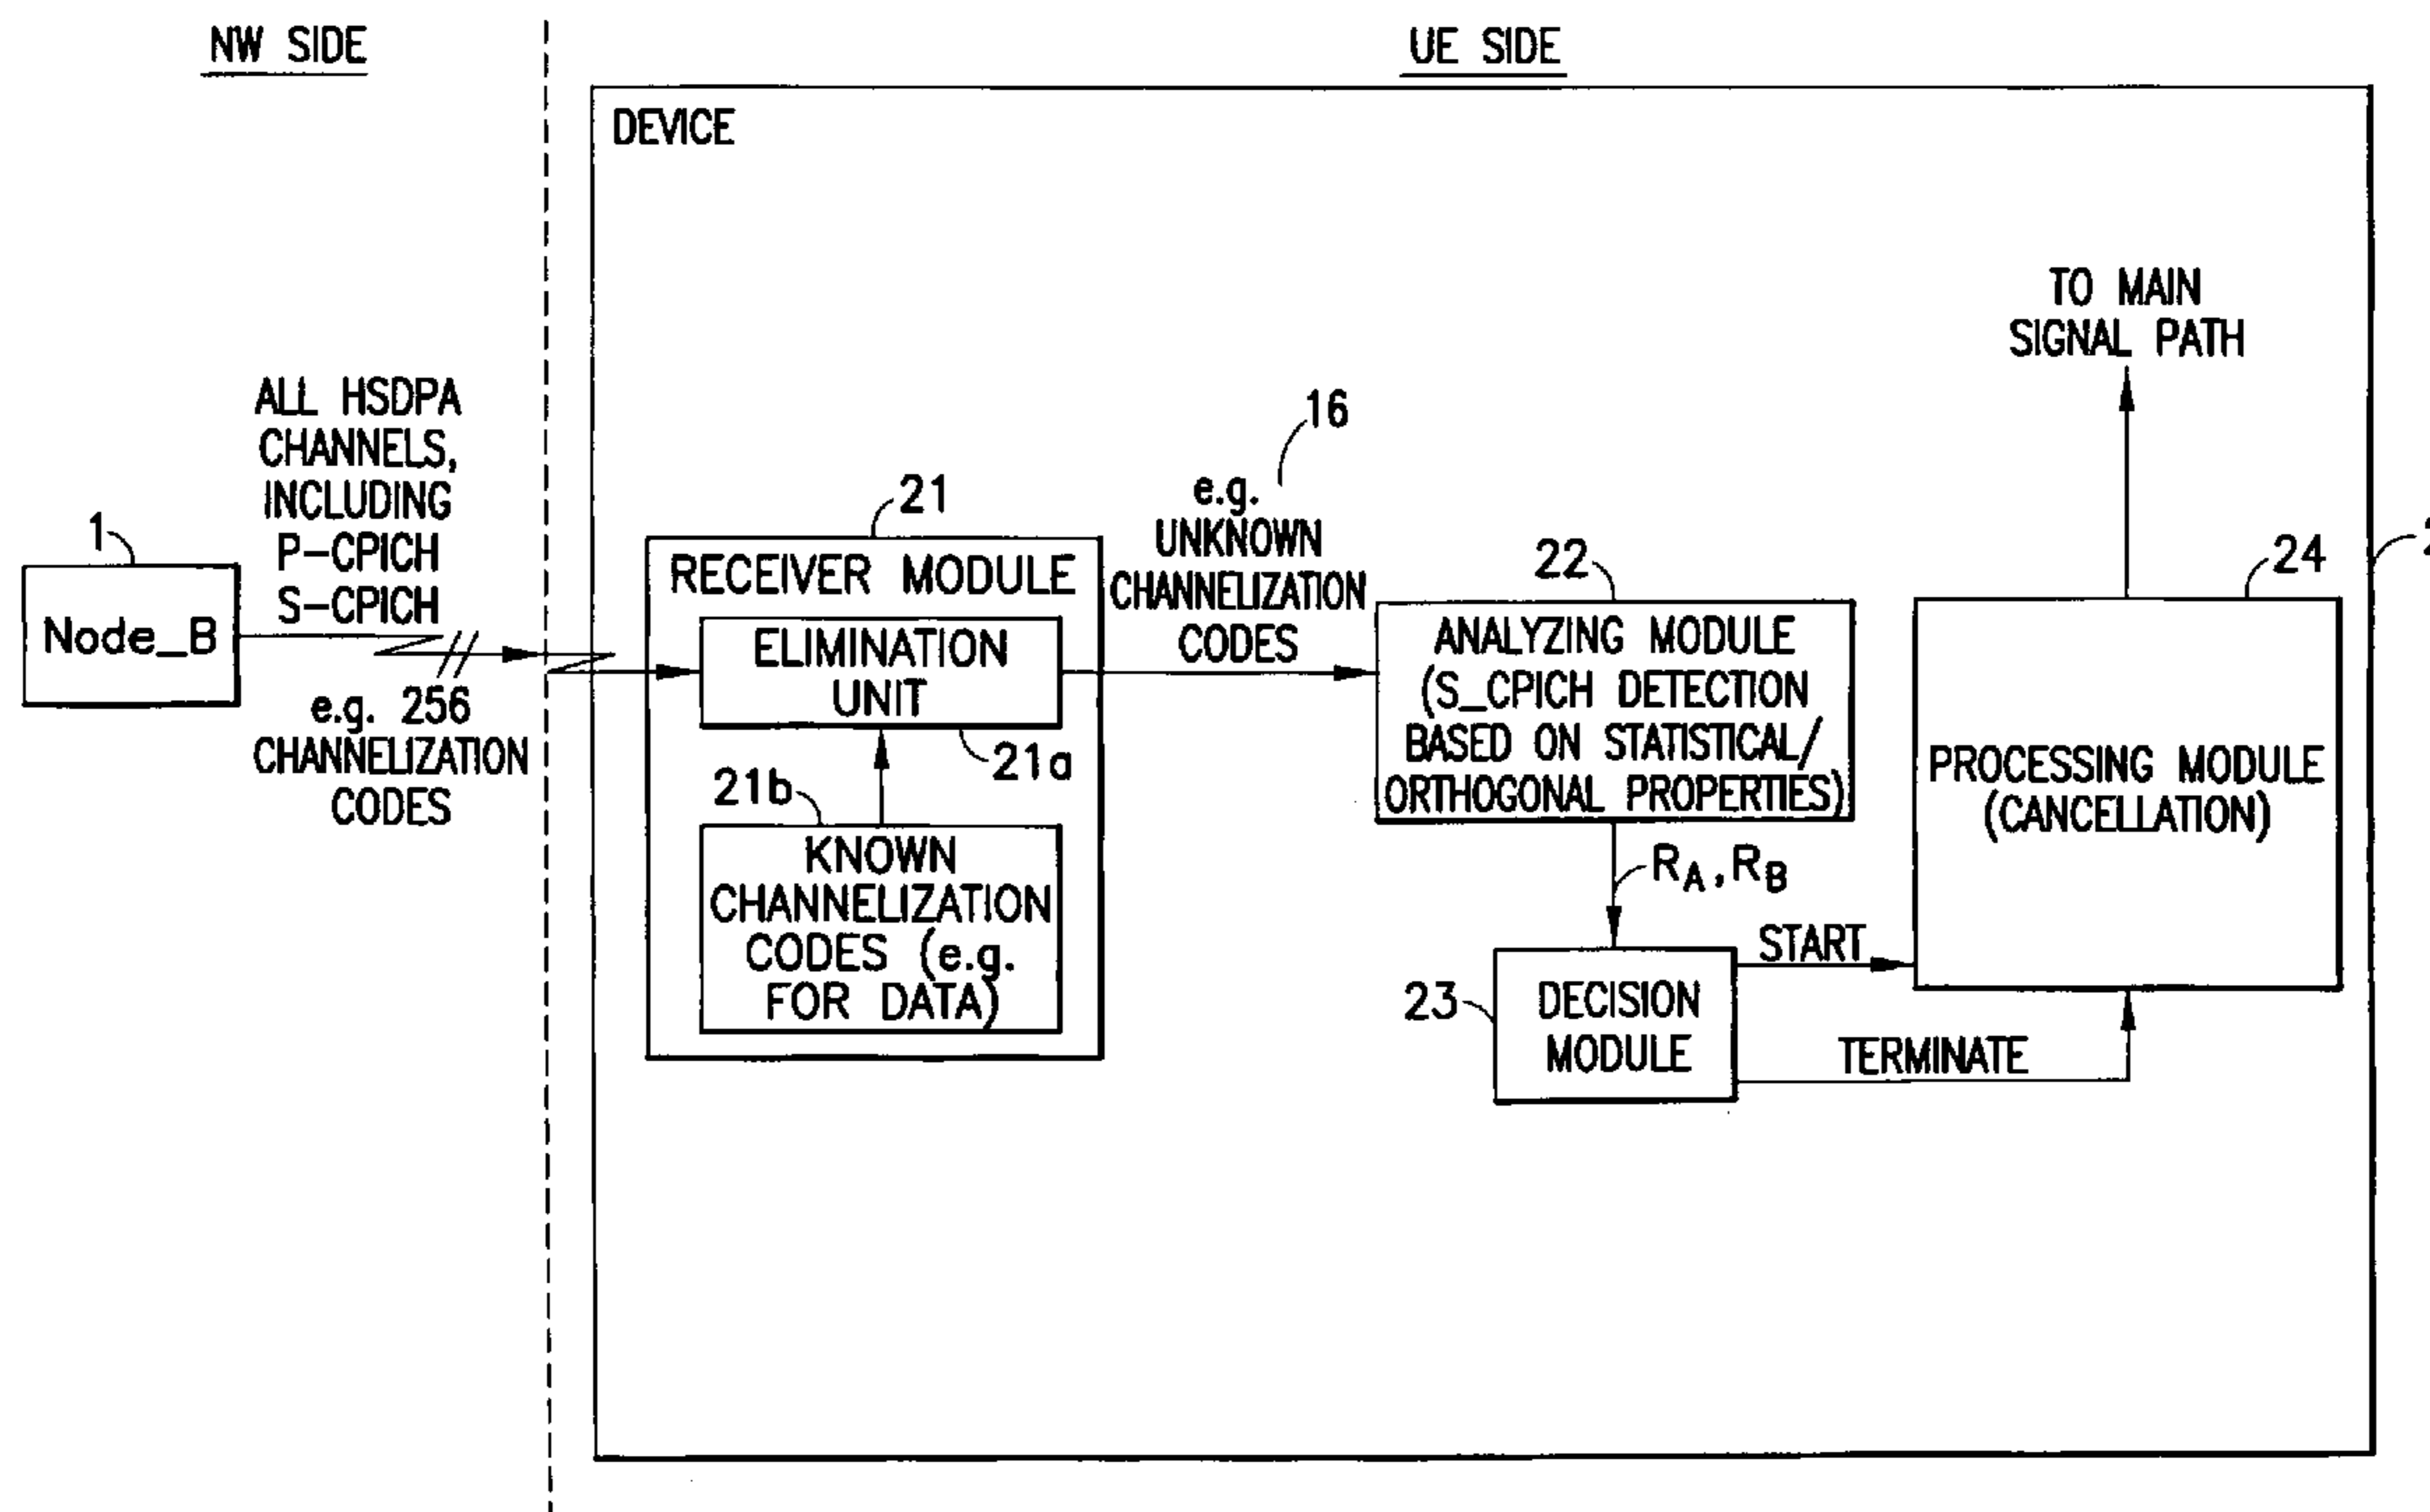 NW SIDE
UE SIDE
DEVICE
TO MAIN
SIGNAL PATH
ALL HSDPA
CHANNELS,
INCLUDING
P-CPICH
S-CPICH
1
Node_B
e.g. 256
CHANNELIZATION
CODES
21
RECEIVER MODULE
ELIMINATION
UNIT
21a
21b
KNOWN
CHANNELIZATION
CODES (e.g.
FOR DATA)
16
e.g.
UNKNOWN
CHANNELIZATION
CODES
22
ANALYZING MODULE
(S_CPICH DETECTION
BASED ON STATISTICAL/
ORTHOGONAL PROPERTIES)
RA, RB
23
DECISION
MODULE
START
TERMINATE
24
PROCESSING MODULE
(CANCELLATION)